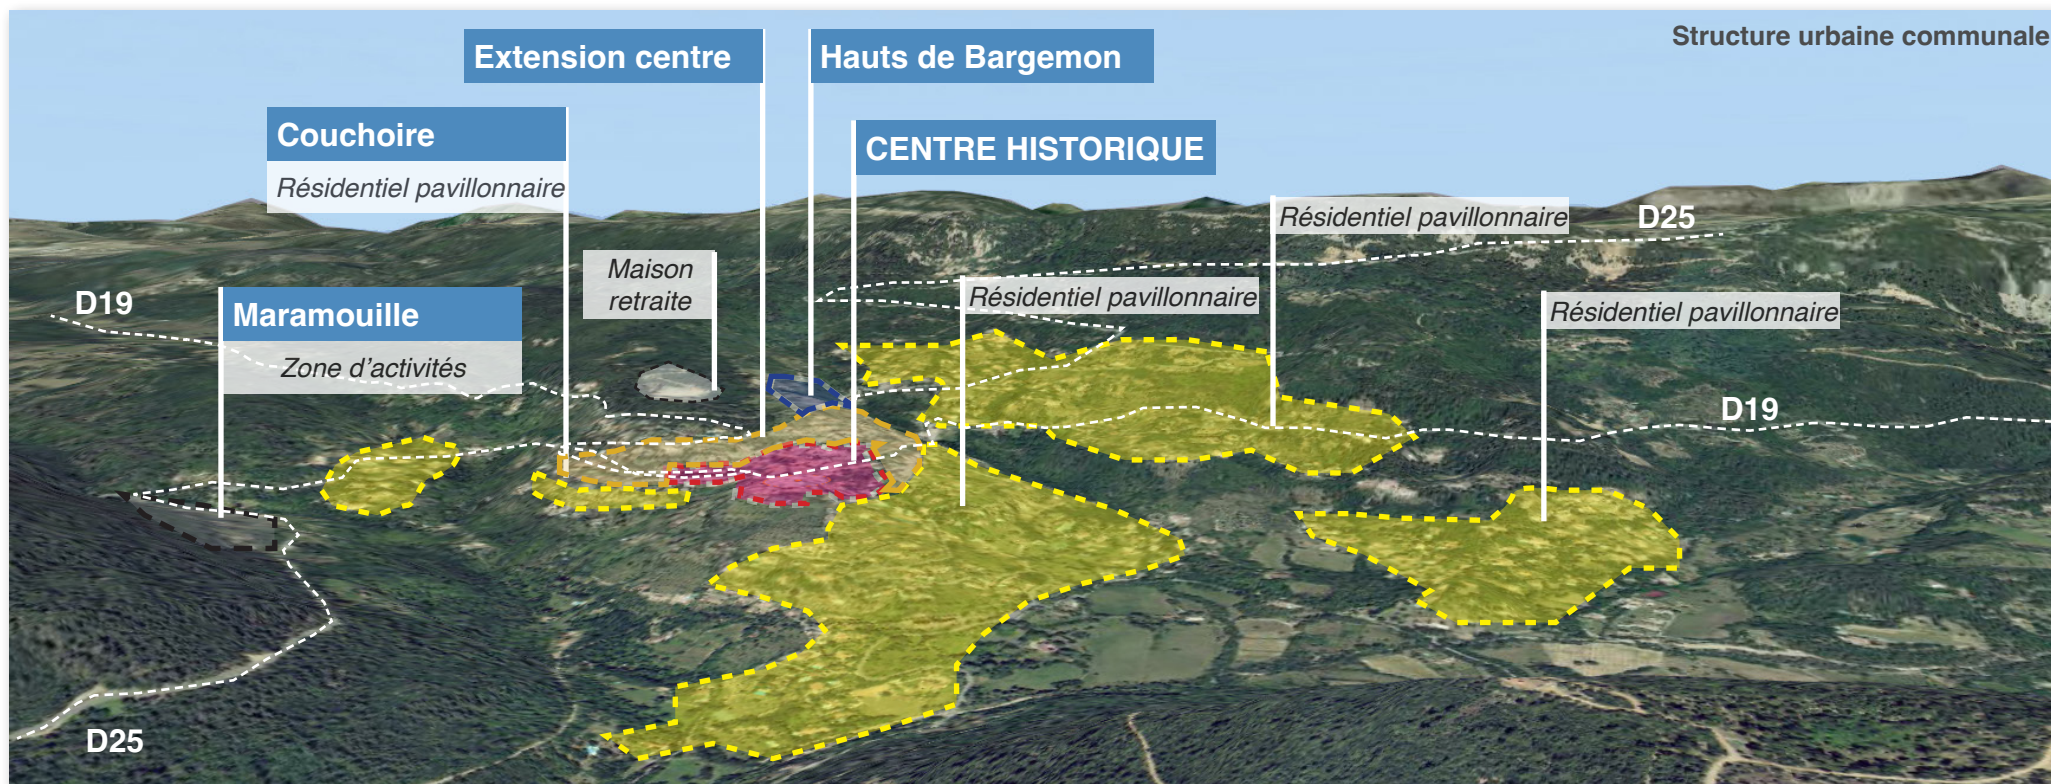 Structure urbaine communale
Extension centre
Hauts de Bargemon
Couchoire
Résidentiel pavillonnaire
CENTRE HISTORIQUE
Résidentiel pavillonnaire
D25
Maison
retraite
D19
Maramouille
Zone d’activités
Résidentiel pavillonnaire
Résidentiel pavillonnaire
D19
D25